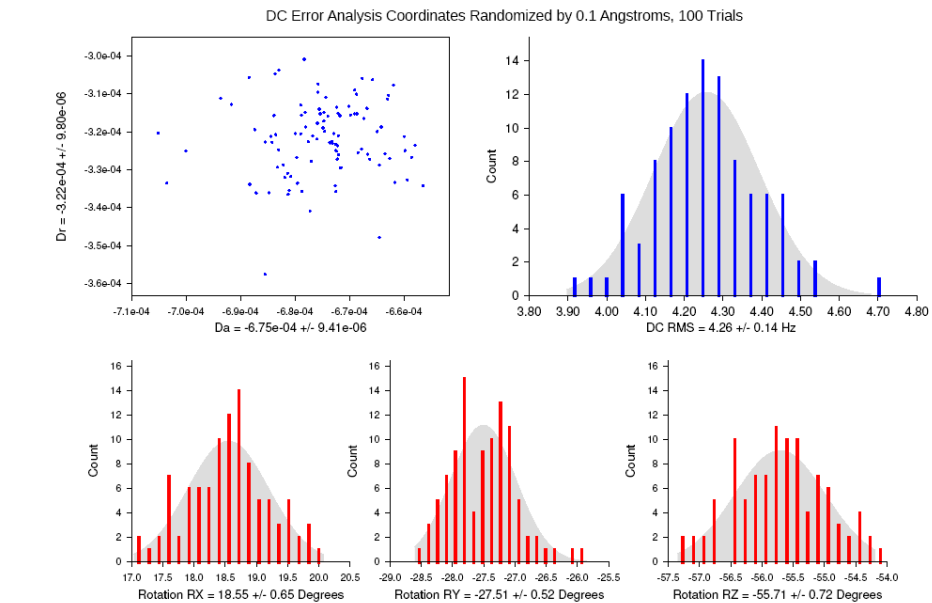 DC Error Analysis Coordinates Randomized by 0.1 Angstroms, 100 Trials
Dr = -3.22e-04 +/- 9.80e-06
-3.0e-04
-3.1e-04
-3.2e-04
-3.3e-04
-3.4e-04
-3.5e-04
-3.6e-04
-7.1e-04 -7.0e-04 -6.9e-04 -6.8e-04 -6.7e-04 -6.6e-04
Da = -6.75e-04 +/- 9.41e-06
Count
14
12
10
8
6
4
2
0
3.80 3.90 4.00 4.10 4.20 4.30 4.40 4.50 4.60 4.70 4.80
DC RMS = 4.26 +/- 0.14 Hz
Count
16
14
12
10
8
6
4
2
0
17.0 17.5 18.0 18.5 19.0 19.5 20.0 20.5
Rotation RX = 18.55 +/- 0.65 Degrees
Count
16
14
12
10
8
6
4
2
0
-29.0 -28.5 -28.0 -27.5 -27.0 -26.5 -26.0 -25.5
Rotation RY = -27.51 +/- 0.52 Degrees
Count
16
14
12
10
8
6
4
2
0
-57.5 -57.0 -56.5 -56.0 -55.5 -55.0 -54.5 -54.0
Rotation RZ = -55.71 +/- 0.72 Degrees